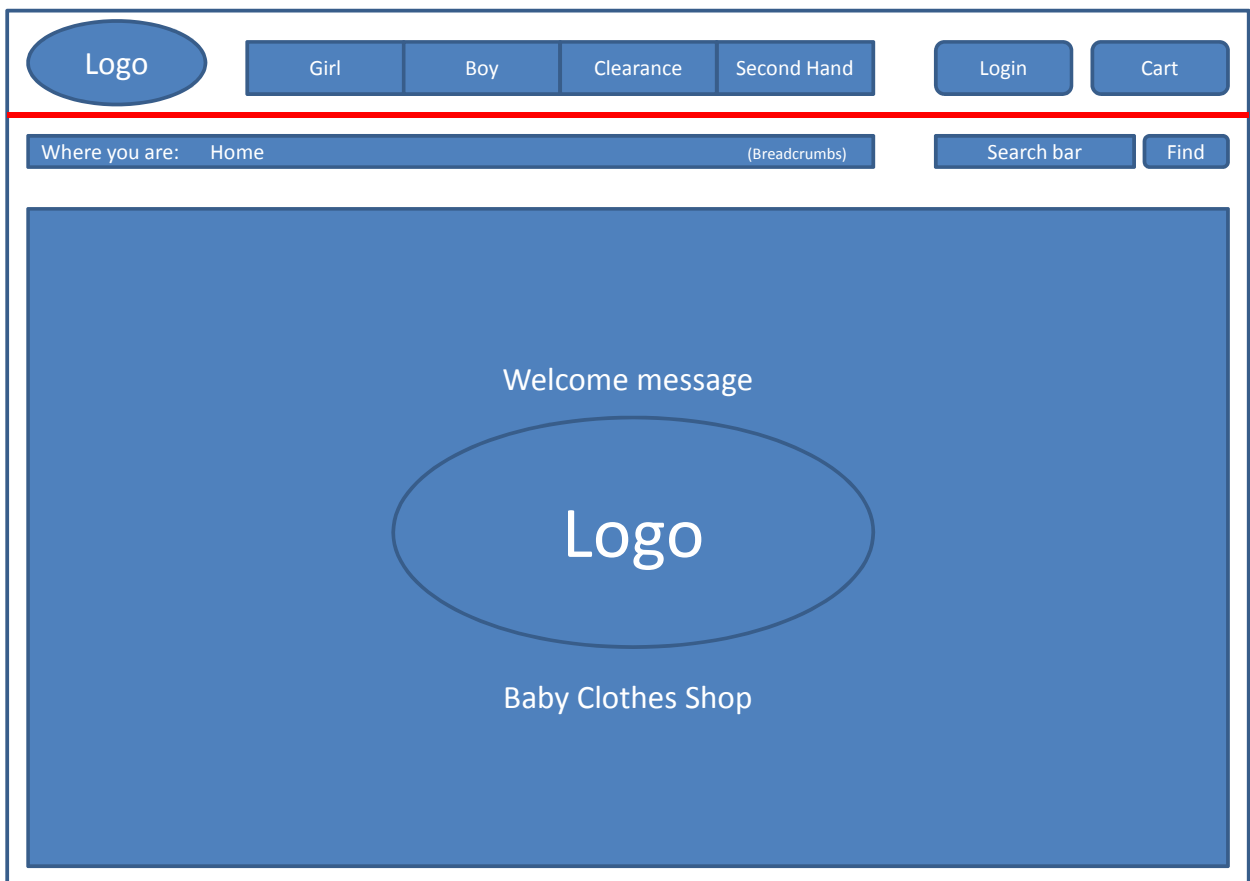 Logo
Girl Boy Clearance Second Hand
Login Cart
Where you are: Home (Breadcrumbs)
Search bar Find
Welcome message
Logo
Baby Clothes Shop